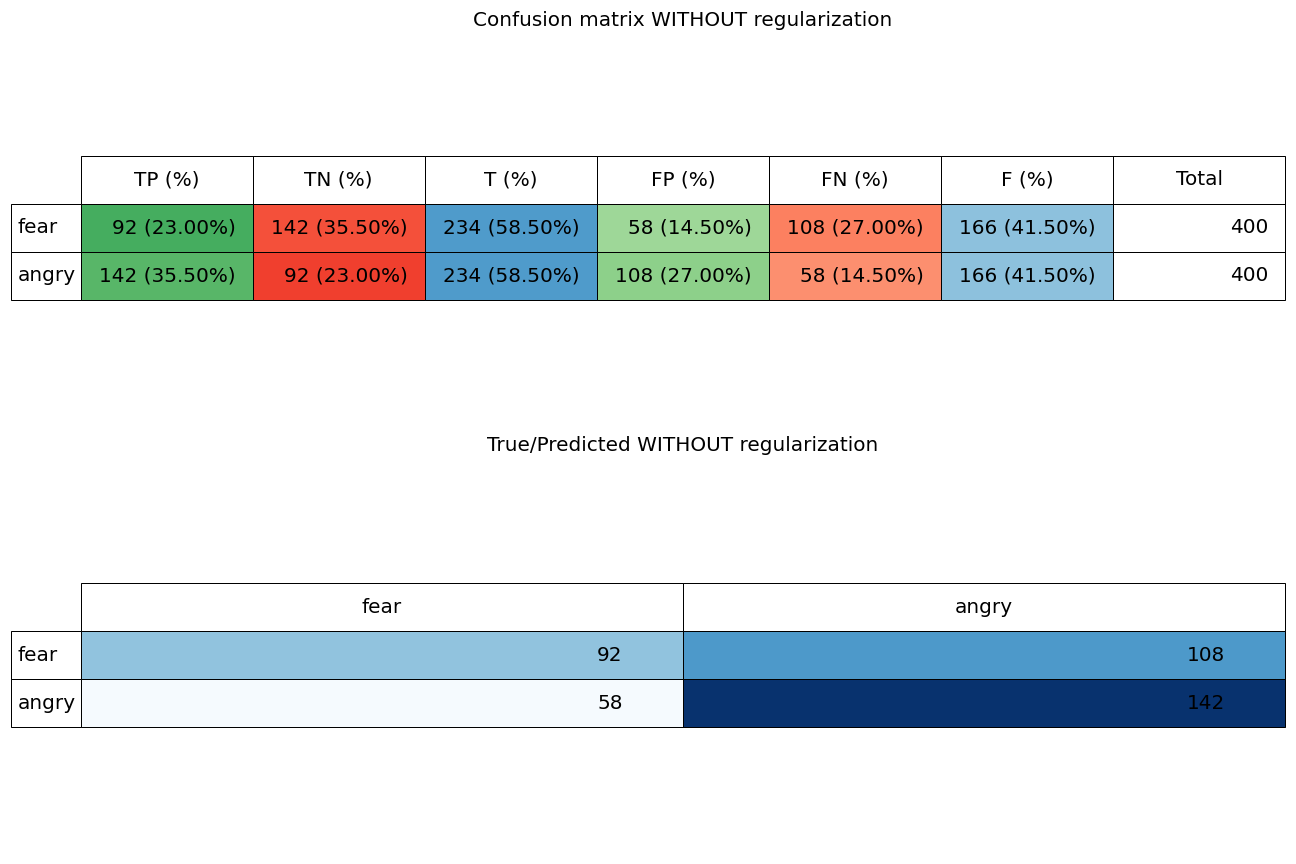 Confusion matrix WITHOUT regularization
TP (%) TN (%) T (%) FP (%) FN (%) F (%) Total
fear 92 (23.00%) 142 (35.50%) 234 (58.50%) 58 (14.50%) 108 (27.00%) 166 (41.50%) 400
angry 142 (35.50%) 92 (23.00%) 234 (58.50%) 108 (27.00%) 58 (14.50%) 166 (41.50%) 400
True/Predicted WITHOUT regularization
fear angry
fear 92 108
angry 58 142